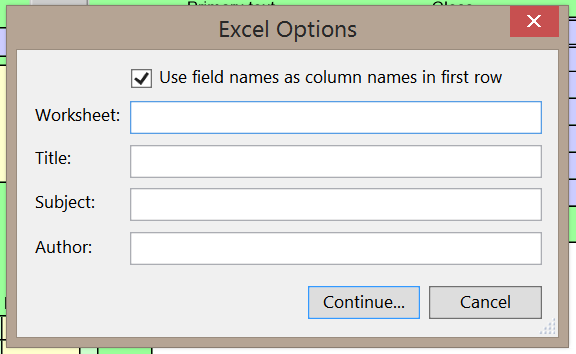 Excel Options
Use field names as column names in first row
Worksheet:
Title:
Subject:
Author:
Continue...
Cancel